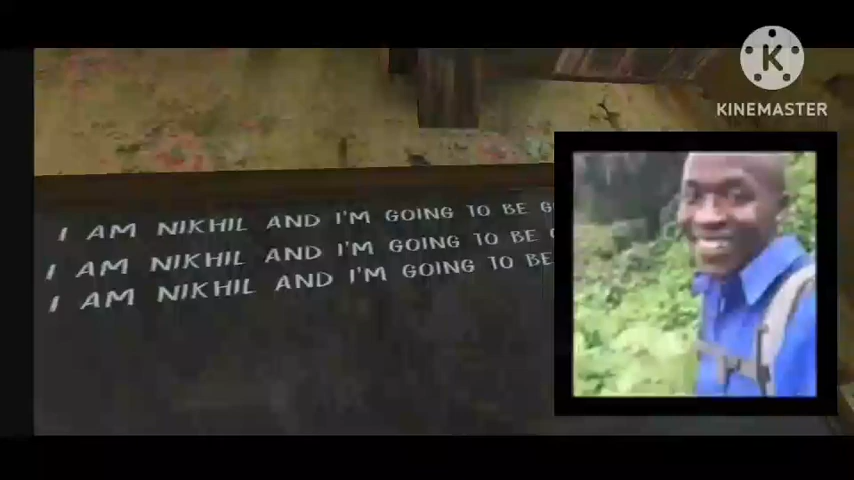 K
KINEMASTER
I AM NIKHIL AND I'M GOING TO BE
I AM NIKHIL AND I'M GOING TO BE
I AM NIKHIL AND I'M GOING TO BE